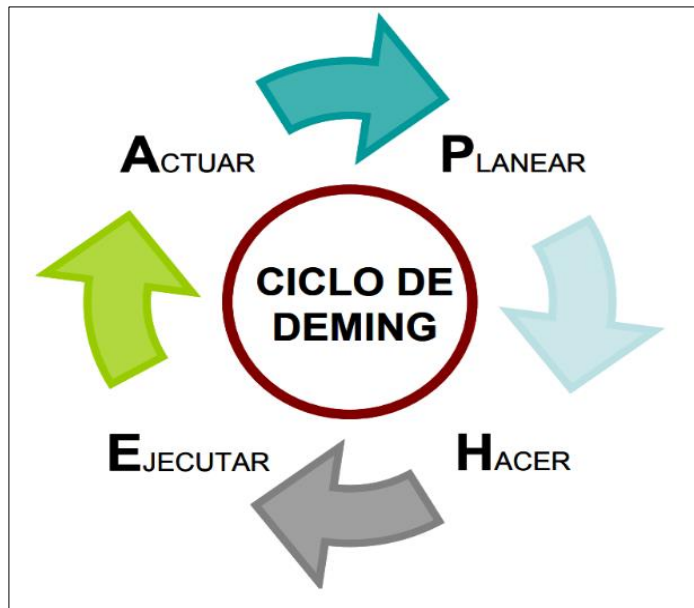 ACTUAR
PLANEAR
CICLO DE
DEMING
EJECUTAR
HACER